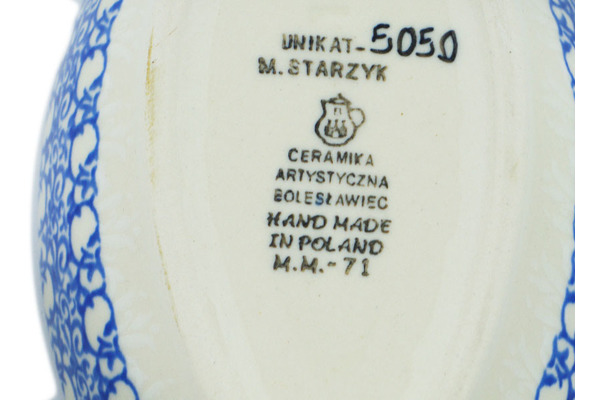 UNIKAT-5050
M. STARZYK
CERAMIKA
ARTYSTYCZNA
BOLESŁAWIEC
HAND MADE
IN POLAND
M.M.-71